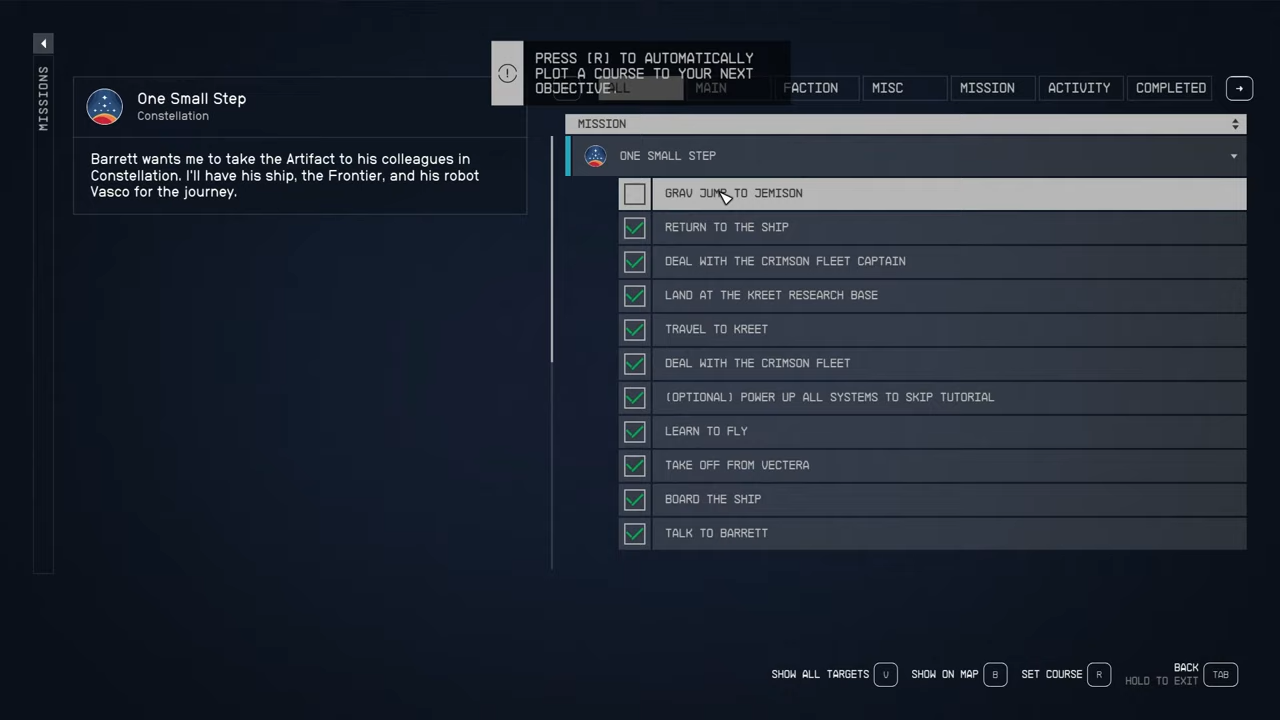 MISSIONS
One Small Step
Constellation
Barrett wants me to take the Artifact to his colleagues in
Constellation. I'll have his ship, the Frontier, and his robot
Vasco for the journey.
PRESS [R] TO AUTOMATICALLY
PLOT A COURSE TO YOUR NEXT
OBJECTIVE.
ALL
MAIN
FACTION
MISC
MISSION
ACTIVITY
COMPLETED
MISSION
ONE SMALL STEP
GRAV JUMP TO JEMISON
RETURN TO THE SHIP
DEAL WITH THE CRIMSON FLEET CAPTAIN
LAND AT THE KREET RESEARCH BASE
TRAVEL TO KREET
DEAL WITH THE CRIMSON FLEET
(OPTIONAL) POWER UP ALL SYSTEMS TO SKIP TUTORIAL
LEARN TO FLY
TAKE OFF FROM VECTERA
BOARD THE SHIP
TALK TO BARRETT
SHOW ALL TARGETS V
SHOW ON MAP B
SET COURSE R
BACK TAB
HOLD TO EXIT